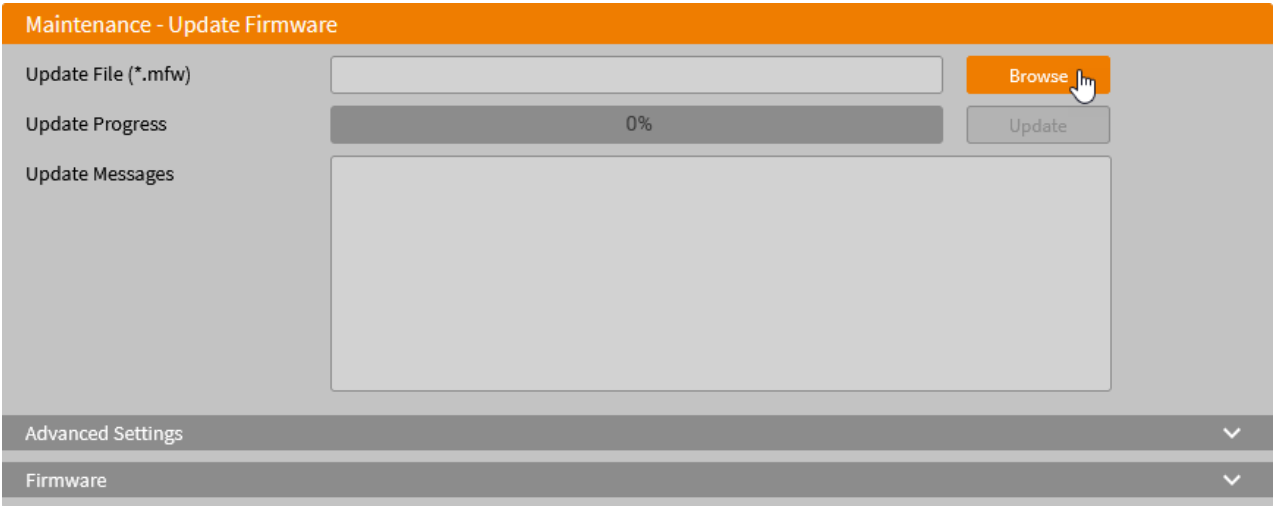 Maintenance - Update Firmware
Update File (*.mfw)
Browse
Update Progress
0%
Update
Update Messages
Advanced Settings
Firmware